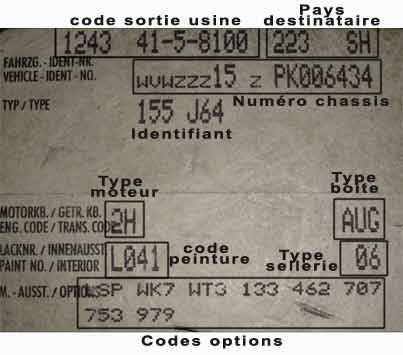 code sortie usine
Pays
destinataire
1243 41-5-8100 223 SH
FAHRZG.-IDENT-NR.
VEHICLE-IDENT-NO.
WVWZZZ15 Z PK006434
Numéro chassis
TYP / TYPE
155 J64
Identifiant
Type
moteur
Type
boîte
MOTORKB. / GETR. KB.
ENG. CODE / TRANS. CODE
2H AUG
LACKNR. / INNENAUSST.
PAINT NO. / INTERIOR
L041
code
peinture
Type
sellerie
06
M.-AUSST. / OPTIONS
SP WK7 WT3 133 462 707
753 979
Codes options